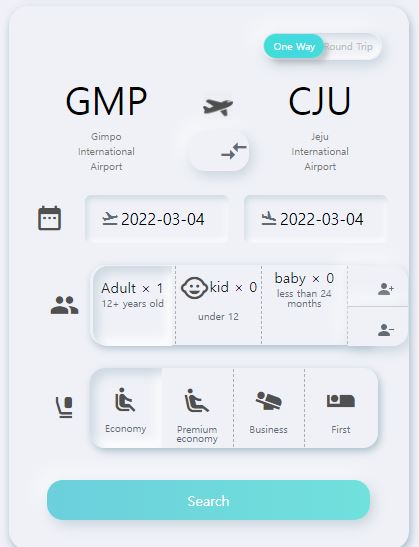 One Way Round Trip
GMP CJU
Gimpo International Airport
Jeju International Airport
2022-03-04 2022-03-04
Adult × 1
12+ years old
kid × 0
under 12
baby × 0
less than 24
months
Economy
Premium
economy
Business
First
Search